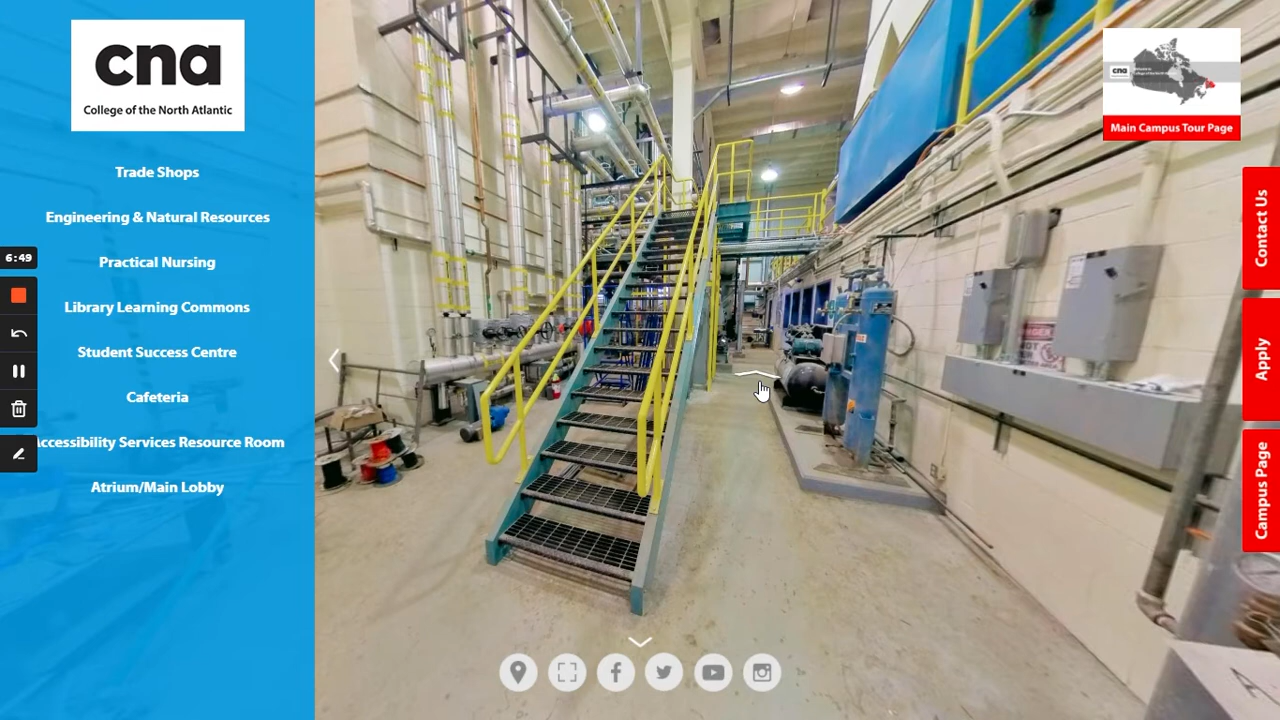 cna
College of the North Atlantic
Trade Shops
Engineering & Natural Resources
6:49
Practical Nursing
Library Learning Commons
Student Success Centre
Cafeteria
Accessibility Services Resource Room
Atrium/Main Lobby
cna
Main Campus Tour Page
Contact Us
Apply
Campus Page